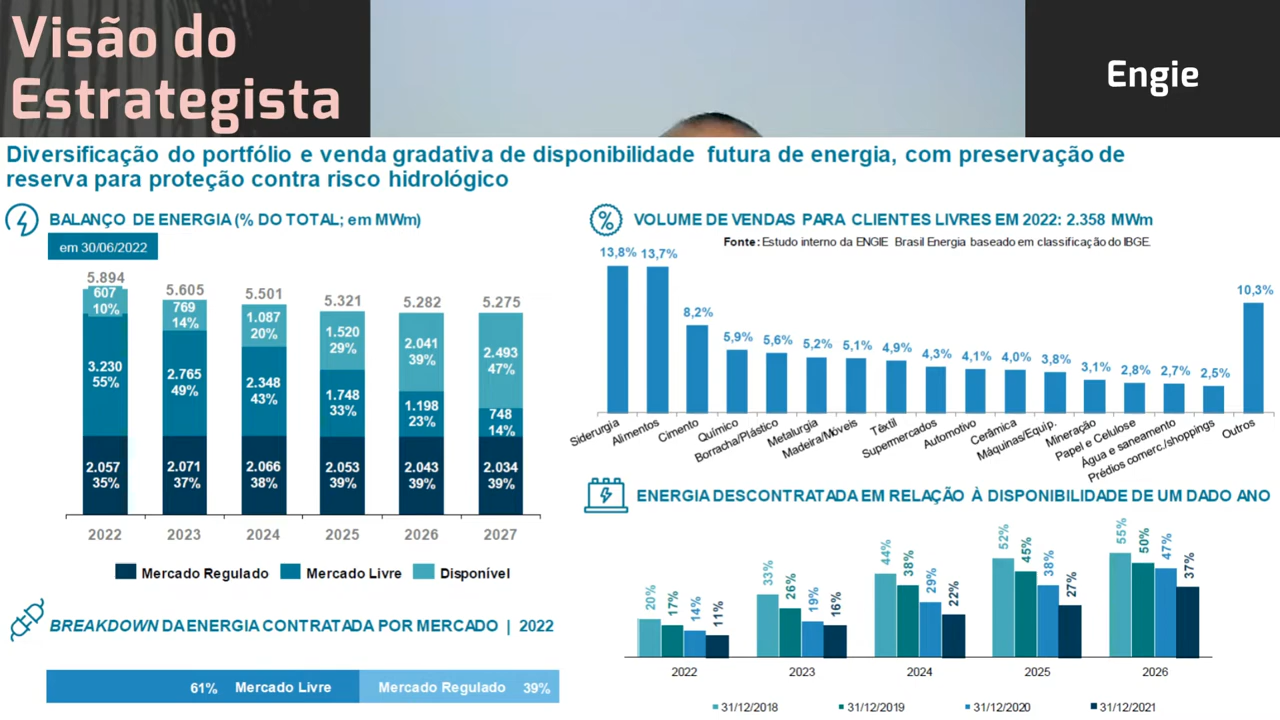 Visão do
Estrategista
Engie
Diversificação do portfólio e venda gradativa de disponibilidade futura de energia, com preservação de
reserva para proteção contra risco hidrológico
BALANÇO DE ENERGIA (% DO TOTAL; em MWm)
em 30/06/2022
5.894 5.605 5.501 5.321 5.282 5.275
607 769 1.087 1.520 2.041 2.493
10% 14% 20% 29% 39% 47%
3.230 2.765 2.348 1.748 1.198 748
55% 49% 43% 33% 23% 14%
2.057 2.071 2.066 2.053 2.043 2.034
35% 37% 38% 39% 39% 39%
2022 2023 2024 2025 2026 2027
Mercado Regulado Mercado Livre Disponível
BREAKDOWN DA ENERGIA CONTRATADA POR MERCADO | 2022
61% Mercado Livre Mercado Regulado 39%
VOLUME DE VENDAS PARA CLIENTES LIVRES EM 2022: 2.358 MWm
Fonte: Estudo interno da ENGIE Brasil Energia baseado em classificação do IBGE.
13,8% 13,7% 8,2% 5,9% 5,6% 5,2% 5,1% 4,9% 4,3% 4,1% 4,0% 3,8% 3,1% 2,8% 2,7% 2,5% 10,3%
Siderurgia Alimentos Cimento Químico Borracha/Plástico Metalurgia Madeira/Móveis Têxtil Supermercados Automotivo Cerâmica Máquinas/Equip. Mineração Papel e Celulose Água e saneamento Prédios comerc./shoppings Outros
ENERGIA DESCONTRATADA EM RELAÇÃO À DISPONIBILIDADE DE UM DADO ANO
20% 17% 14% 11% 33% 26% 19% 16% 44% 38% 29% 22% 52% 45% 38% 27% 55% 50% 47% 37%
2022 2023 2024 2025 2026
31/12/2018 31/12/2019 31/12/2020 31/12/2021